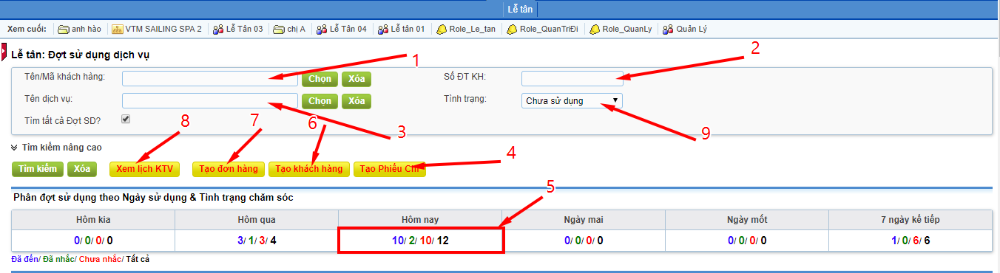 Lễ tân
Xem cuối: anh hào VTM SAILING SPA 2 Lễ Tân 03 chị A Lễ Tân 04 Lễ tân 01 Role_Le_tan Role_QuanTriĐi Role_QuanLy Quản Lý
Lễ tân: Đợt sử dụng dịch vụ
1 2
Tên/Mã khách hàng: Chọn Xóa Số ĐT KH:
Tên dịch vụ: Chọn Xóa Tình trạng: Chưa sử dụng
Tìm tất cả Đợt SD? 8 7 6 3 9
Tìm kiếm nâng cao
4
Tìm kiếm Xóa Xem lịch KTV Tạo đơn hàng Tạo khách hàng Tạo Phiếu Chi
5
Phân đợt sử dụng theo Ngày sử dụng & Tình trạng chăm sóc
Hôm kia Hôm qua Hôm nay Ngày mai Ngày mốt 7 ngày kế tiếp
0/ 0/ 0/ 0 3/ 1/ 3/ 4 10/ 2/ 10/ 12 0/ 0/ 0/ 0 0/ 0/ 0/ 0 1/ 0/ 6/ 6
Đã đến/ Đã nhắc/ Chưa nhắc/ Tất cả